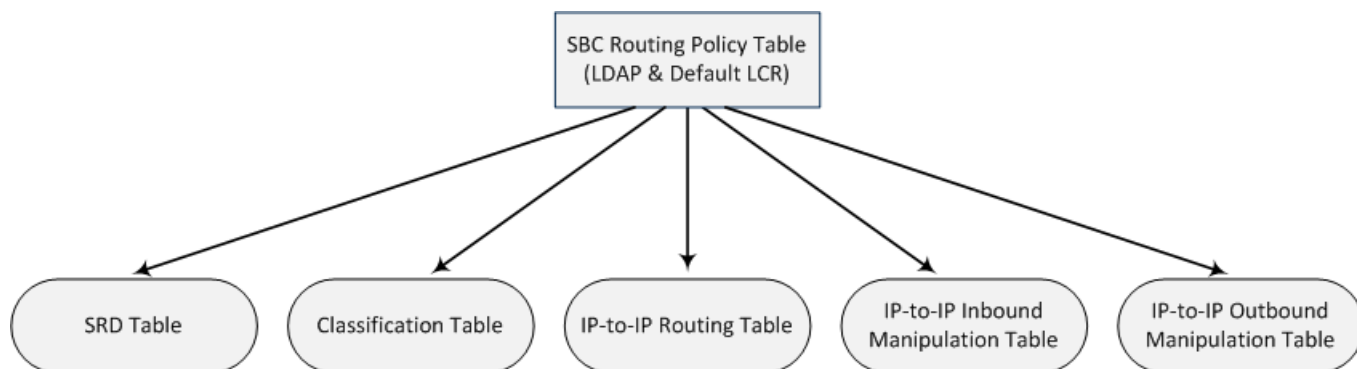 SBC Routing Policy Table
(LDAP & Default LCR)
SRD Table
Classification Table
IP-to-IP Routing Table
IP-to-IP Inbound
Manipulation Table
IP-to-IP Outbound
Manipulation Table